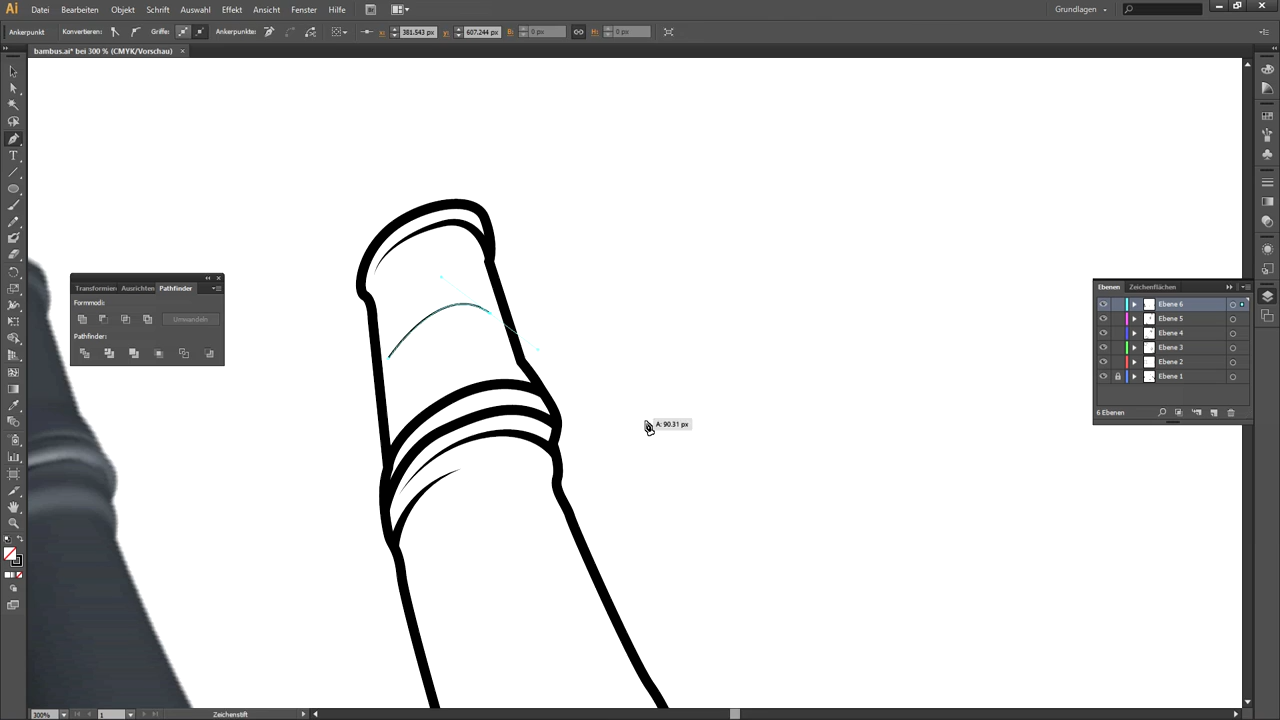 Ai Datei Bearbeiten Objekt Schrift Auswahl Effekt Ansicht Fenster Hilfe Br Grundlagen
Ankerpunkt Konvertieren: Griffe: Ankerpunkte: x: 381.543 px y: 607.244 px B: 0 px H: 0 px
bambus.ai* bei 300 % (CMYK/Vorschau) ×
Transformieren Ausrichten Pathfinder
Formmodi:
Umwandeln
Pathfinder:
A: 90.31 px
Ebenen Zeichenflächen
Ebene 6
Ebene 5
Ebene 4
Ebene 3
Ebene 2
Ebene 1
6 Ebenen
300% 1 Zeichenstift